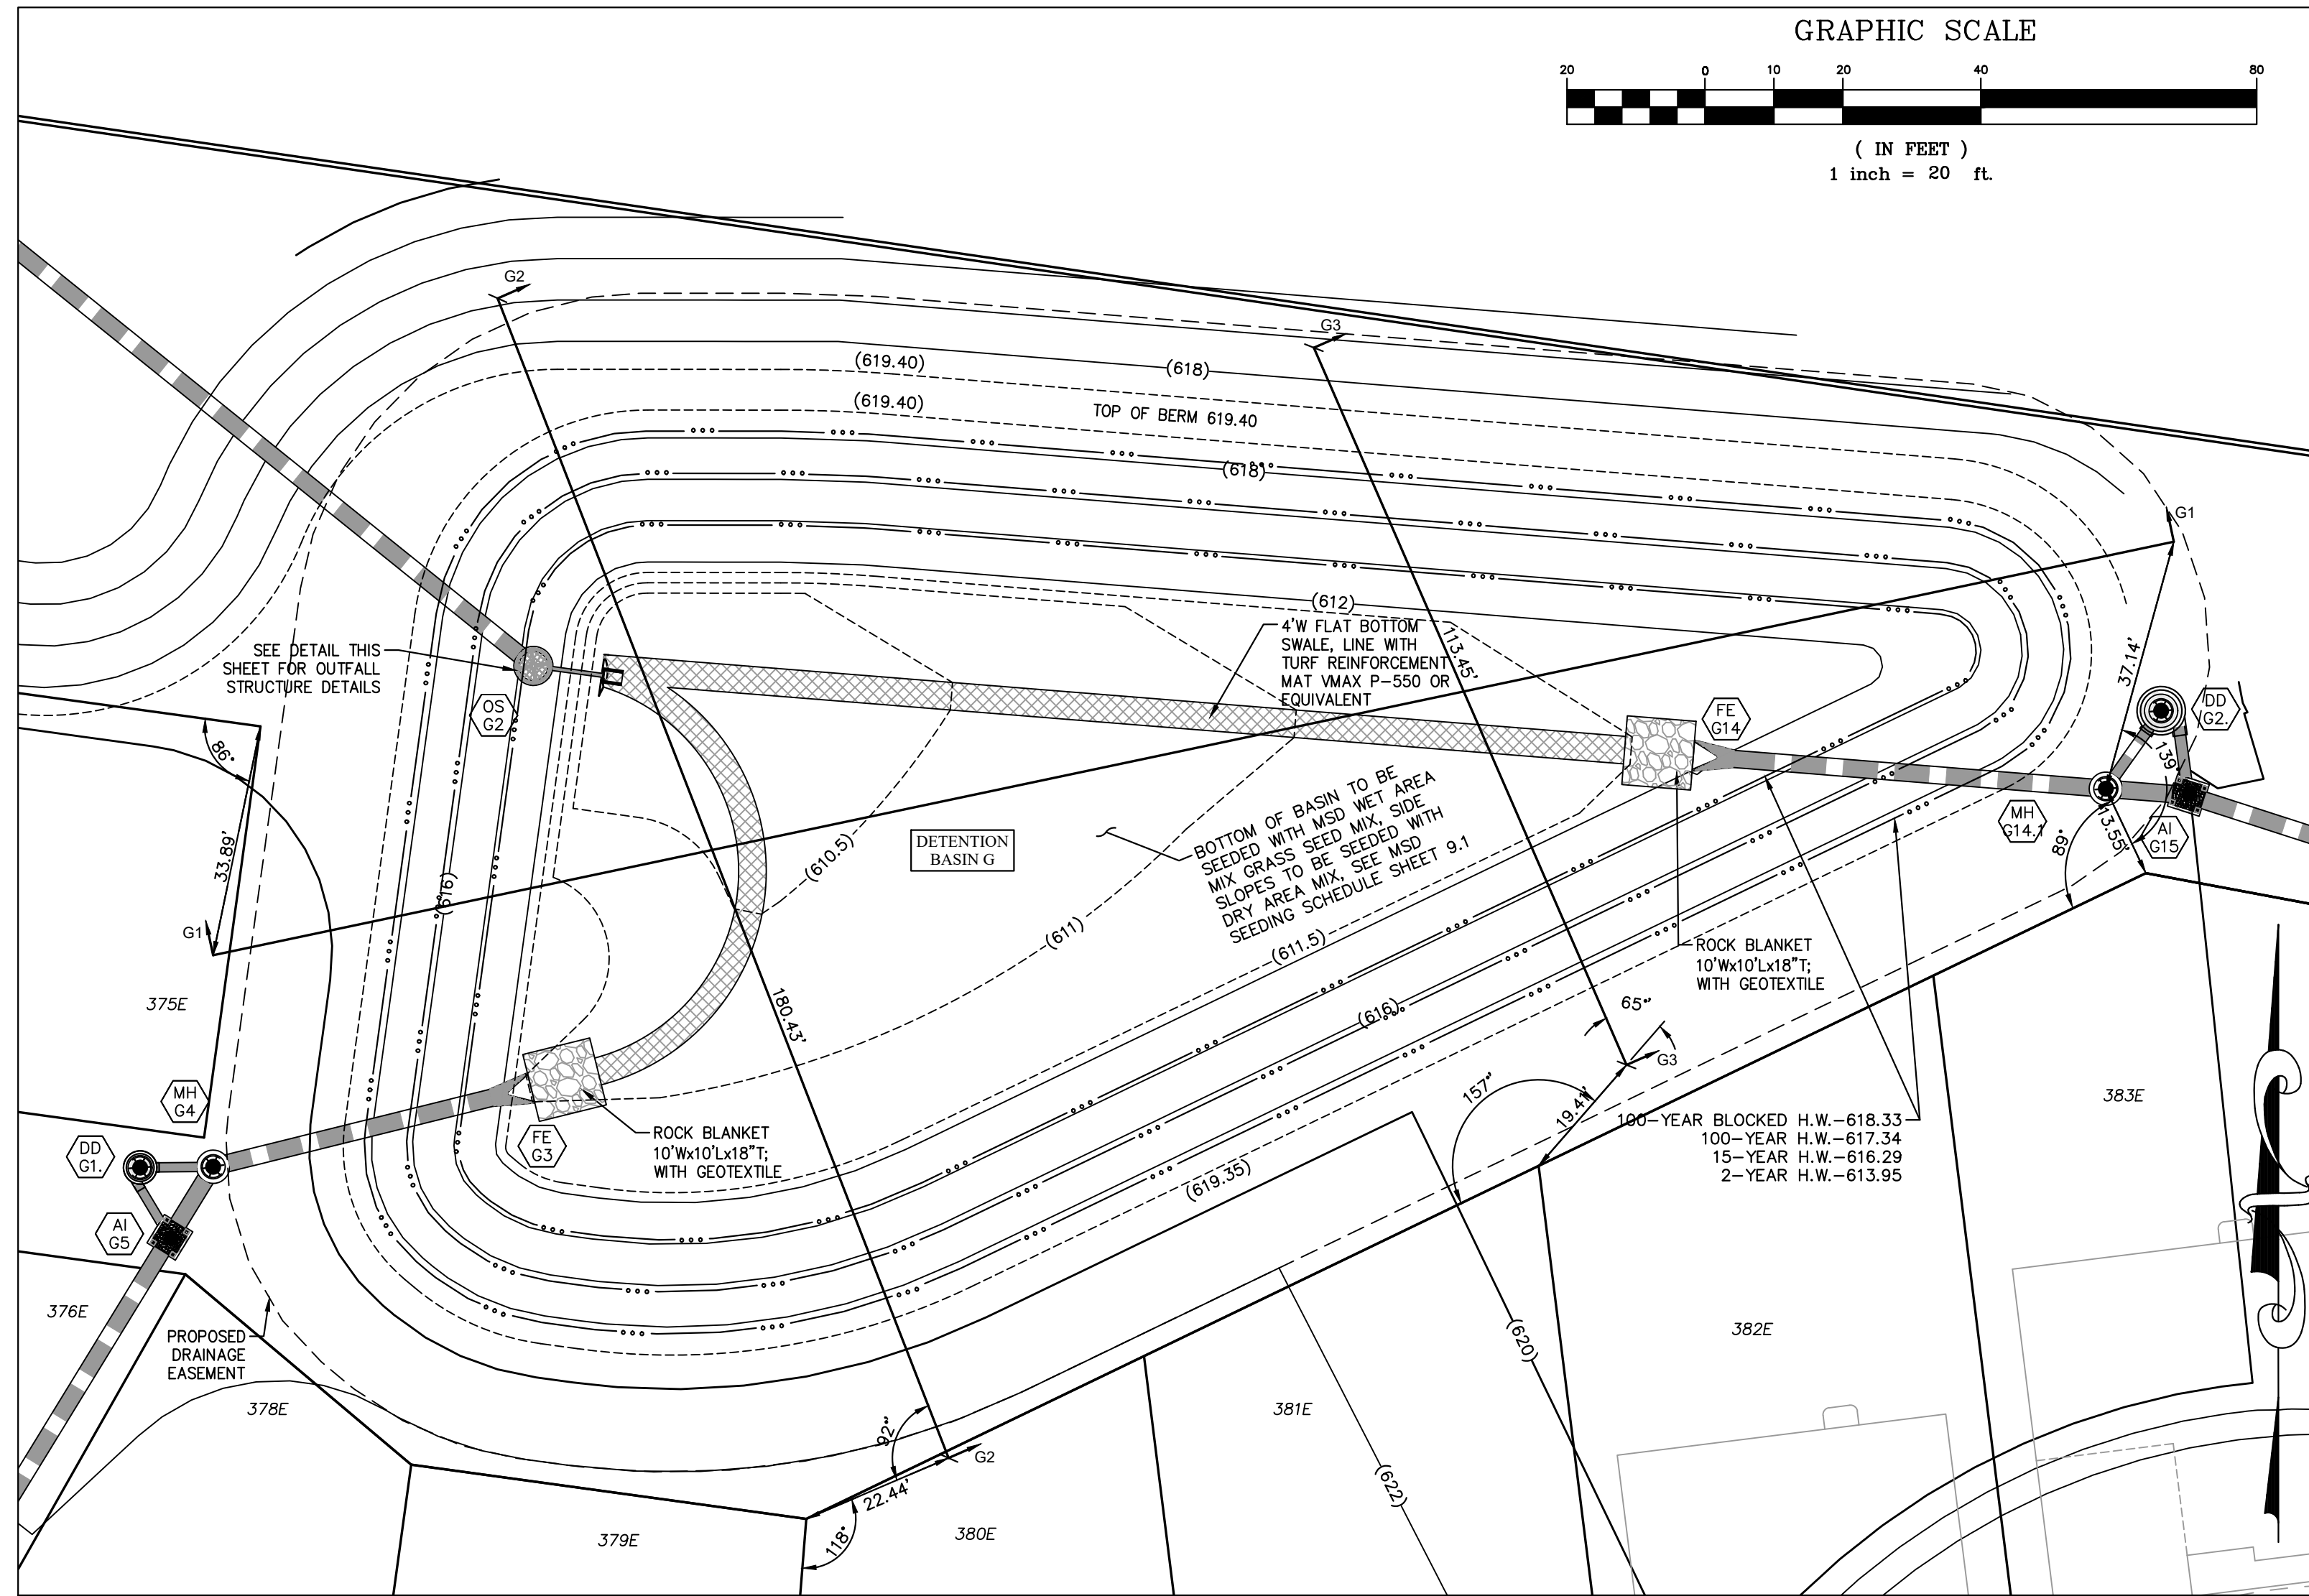 GRAPHIC SCALE
20 0 10 20 40 80
( IN FEET )
1 inch = 20 ft.
G2
G3
(619.40)
(618)
(619.40)
TOP OF BERM 619.40
(618)
G1
(612)
4'W FLAT BOTTOM
SWALE, LINE WITH
TURF REINFORCEMENT
MAT VMAX P-550 OR
EQUIVALENT
113.45'
37.14'
SEE DETAIL THIS
SHEET FOR OUTFALL
STRUCTURE DETAILS
OS
G2
FE
G14
DD
G2.
86°
139°
MH
G14.1
AI
G15
13.55'
89°
33.89'
(616)
(610.5)
DETENTION
BASIN G
BOTTOM OF BASIN TO BE
SEEDED WITH MSD WET AREA
MIX GRASS SEED MIX, SIDE
SLOPES TO BE SEEDED WITH
DRY AREA MIX, SEE MSD
SEEDING SCHEDULE SHEET 9.1
G1
(611)
(611.5)
ROCK BLANKET
10'Wx10'Lx18"T;
WITH GEOTEXTILE
375E
180.43'
(616)
65°
G3
157°
19.41'
MH
G4
DD
G1.
FE
G3
ROCK BLANKET
10'Wx10'Lx18"T;
WITH GEOTEXTILE
100-YEAR BLOCKED H.W.-618.33
100-YEAR H.W.-617.34
15-YEAR H.W.-616.29
2-YEAR H.W.-613.95
383E
(619.35)
AI
G5
376E
PROPOSED
DRAINAGE
EASEMENT
(620)
382E
378E
381E
92°
G2
22.44'
(622)
118°
379E
380E